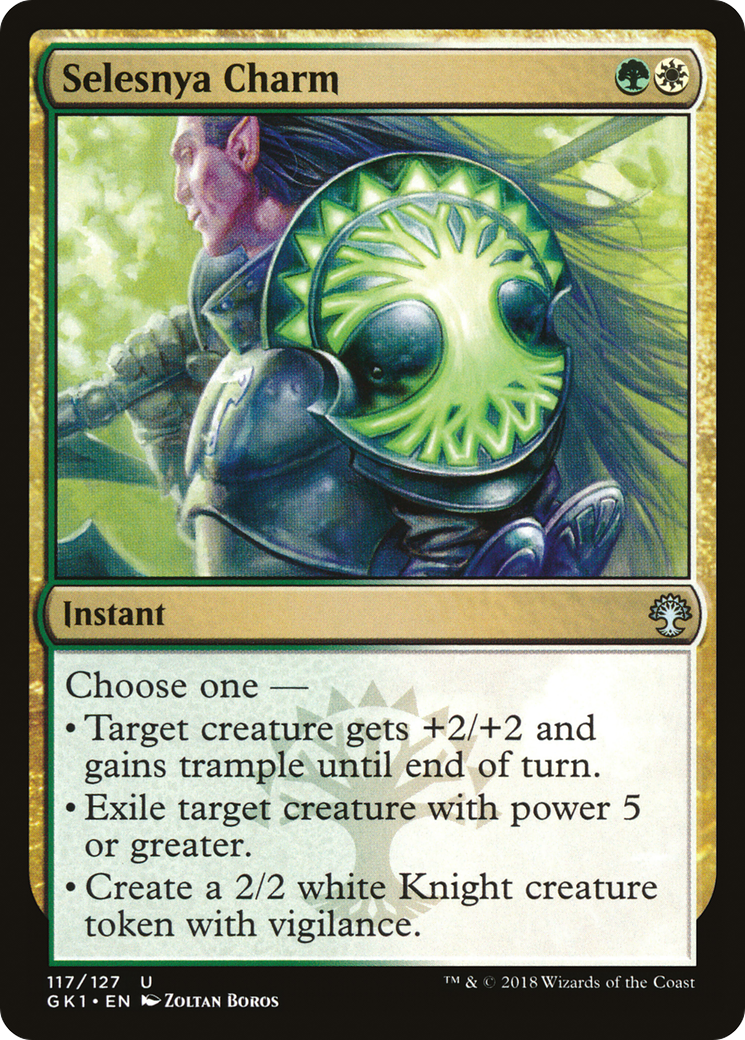 Selesnya Charm
Instant
Choose one —
• Target creature gets +2/+2 and
gains trample until end of turn.
• Exile target creature with power 5
or greater.
• Create a 2/2 white Knight creature
token with vigilance.
117/127 U
GK1 • EN Zoltan Boros
™ & © 2018 Wizards of the Coast